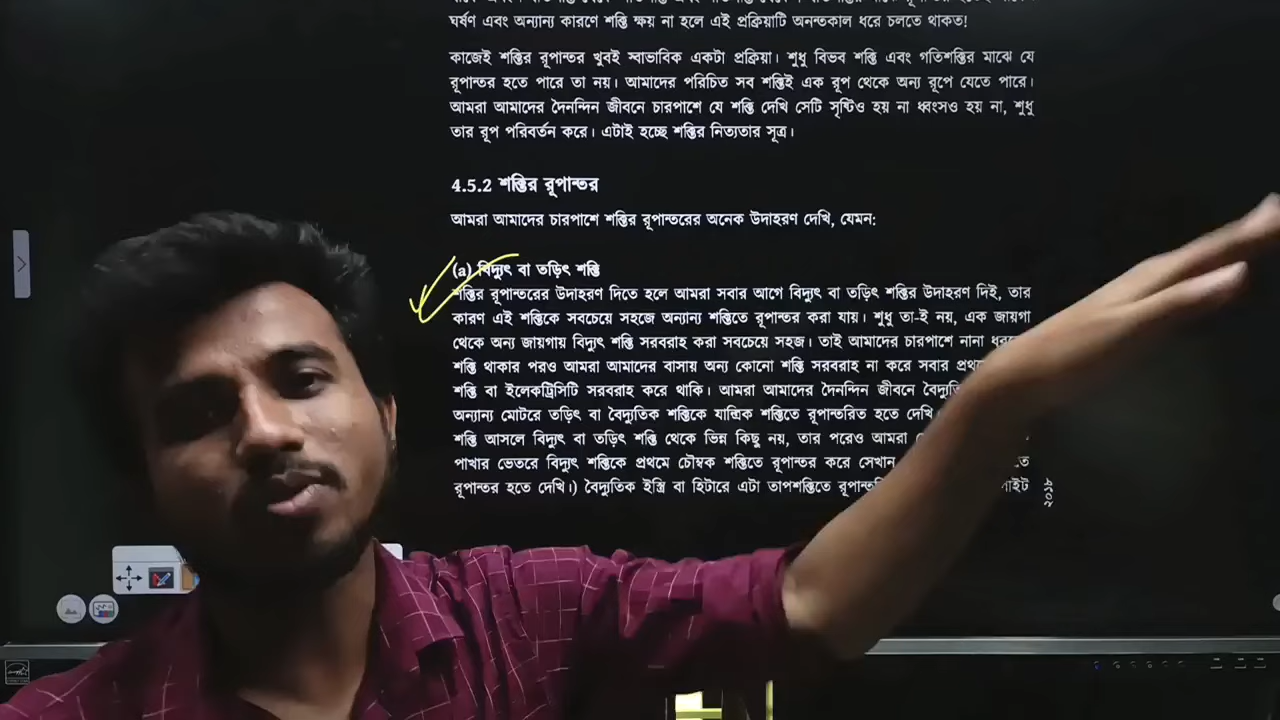 ঘর্ষণ এবং অন্যান্য কারণে শক্তি ক্ষয় না হলে এই প্রক্রিয়াটি অনন্তকাল ধরে চলতে থাকত!
কাজেই শক্তির রূপান্তর খুবই স্বাভাবিক একটা প্রক্রিয়া। শুধু বিভব শক্তি এবং গতিশক্তির মাঝে যে
রূপান্তর হতে পারে তা নয়। আমাদের পরিচিত সব শক্তিই এক রূপ থেকে অন্য রূপে যেতে পারে।
আমরা আমাদের দৈনন্দিন জীবনে চারপাশে যে শক্তি দেখি সেটি সৃষ্টিও হয় না ধ্বংসও হয় না, শুধু
তার রূপ পরিবর্তন করে। এটাই হচ্ছে শক্তির নিত্যতার সূত্র।
4.5.2 শক্তির রূপান্তর
আমরা আমাদের চারপাশে শক্তির রূপান্তরের অনেক উদাহরণ দেখি, যেমন:
(a) বিদ্যুৎ বা তড়িৎ শক্তি
শক্তির রূপান্তরের উদাহরণ দিতে হলে আমরা সবার আগে বিদ্যুৎ বা তড়িৎ শক্তির উদাহরণ দিই, তার
কারণ এই শক্তিকে সবচেয়ে সহজে অন্যান্য শক্তিতে রূপান্তর করা যায়। শুধু তা-ই নয়, এক জায়গা
থেকে অন্য জায়গায় বিদ্যুৎ শক্তি সরবরাহ করা সবচেয়ে সহজ। তাই আমাদের চারপাশে নানা
শক্তি থাকার পরও আমরা আমাদের বাসায় অন্য কোনো শক্তি সরবরাহ না করে সবার
শক্তি বা ইলেকট্রিসিটি সরবরাহ করে থাকি। আমরা আমাদের দৈনন্দিন জীবনে
অন্যান্য মোটরে তড়িৎ বা বৈদ্যুতিক শক্তিকে যান্ত্রিক শক্তিতে রূপান্তরিত হতে দেখি
শক্তি আসলে বিদ্যুৎ বা তড়িৎ শক্তি থেকে ভিন্ন কিছু নয়, তার পরেও আমরা
পাখার ভেতরে বিদ্যুৎ শক্তিকে প্রথমে চৌম্বক শক্তিতে রূপান্তর করে
রূপান্তর হতে দেখি।) বৈদ্যুতিক ইস্ত্রি বা হিটারে এটা তাপশক্তিতে